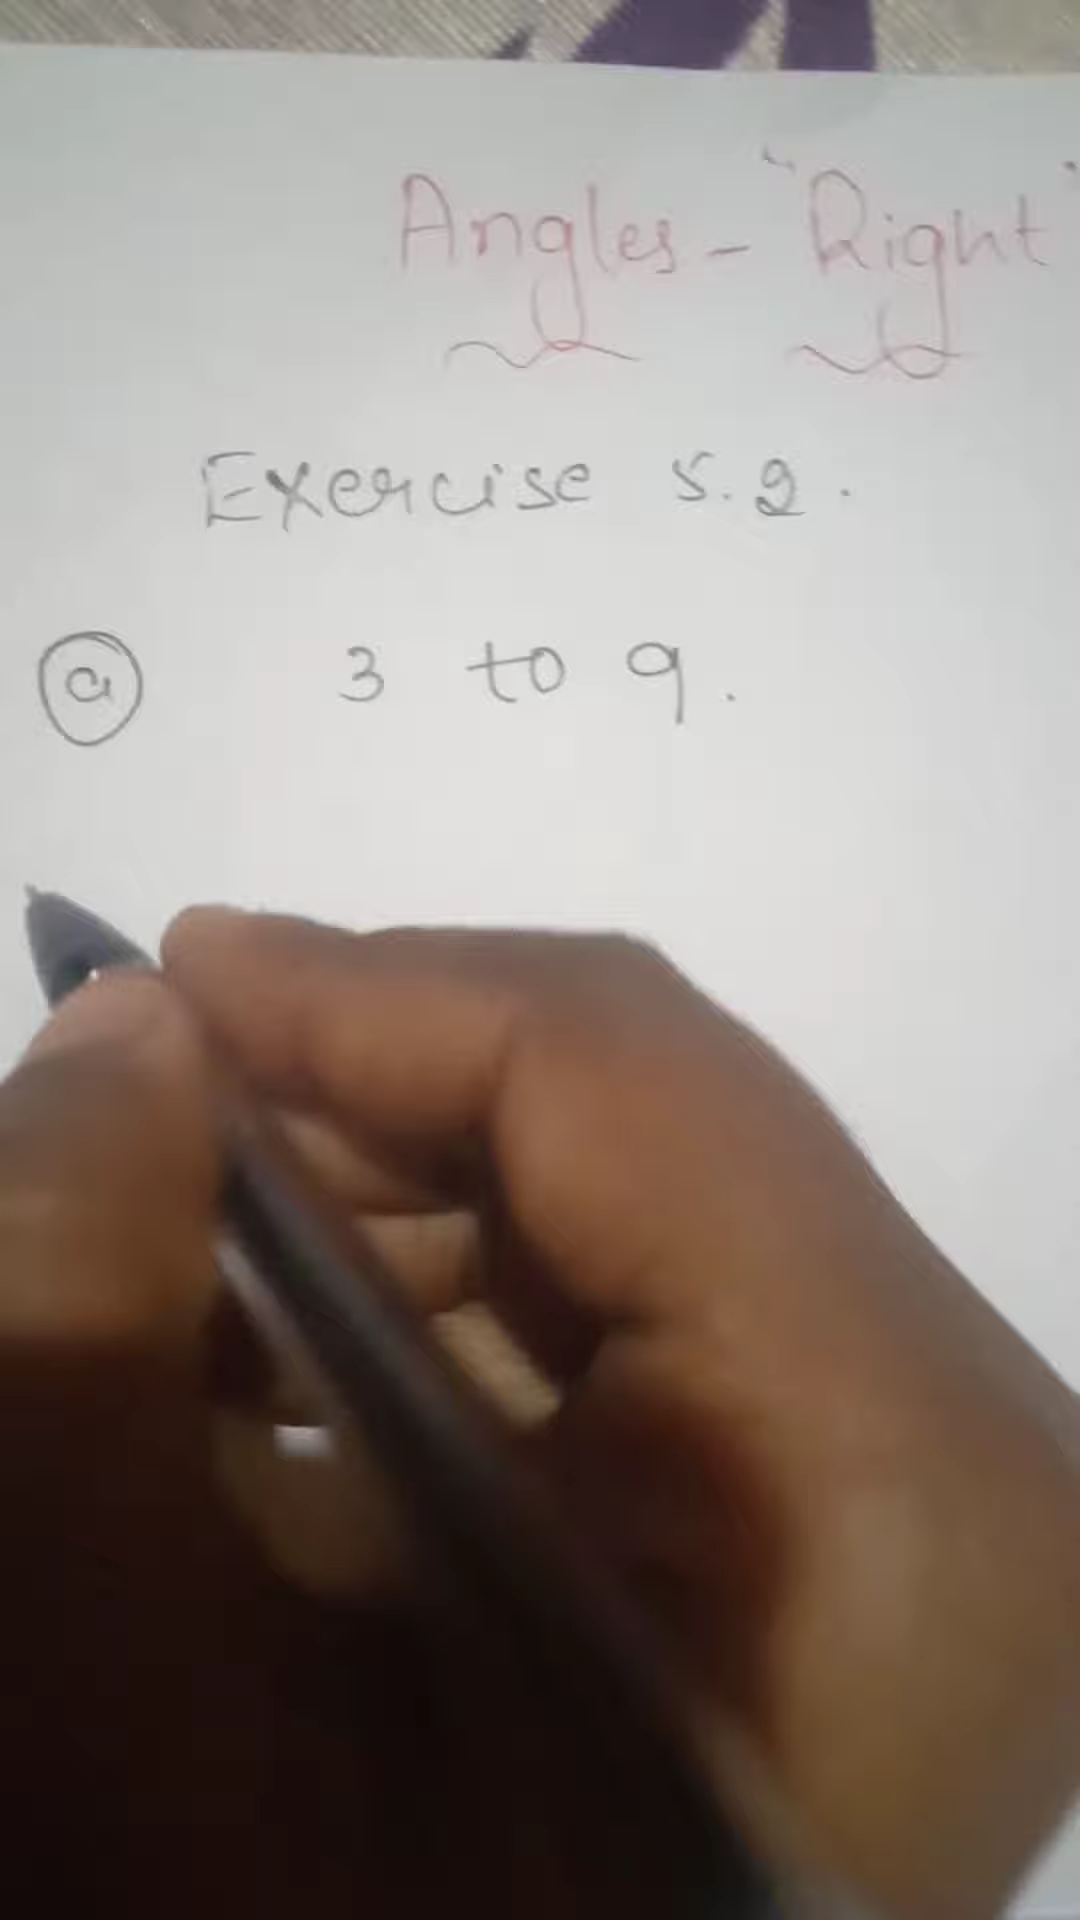 Angles - "Right"
Exercise 5.2.
a 3 to 9.